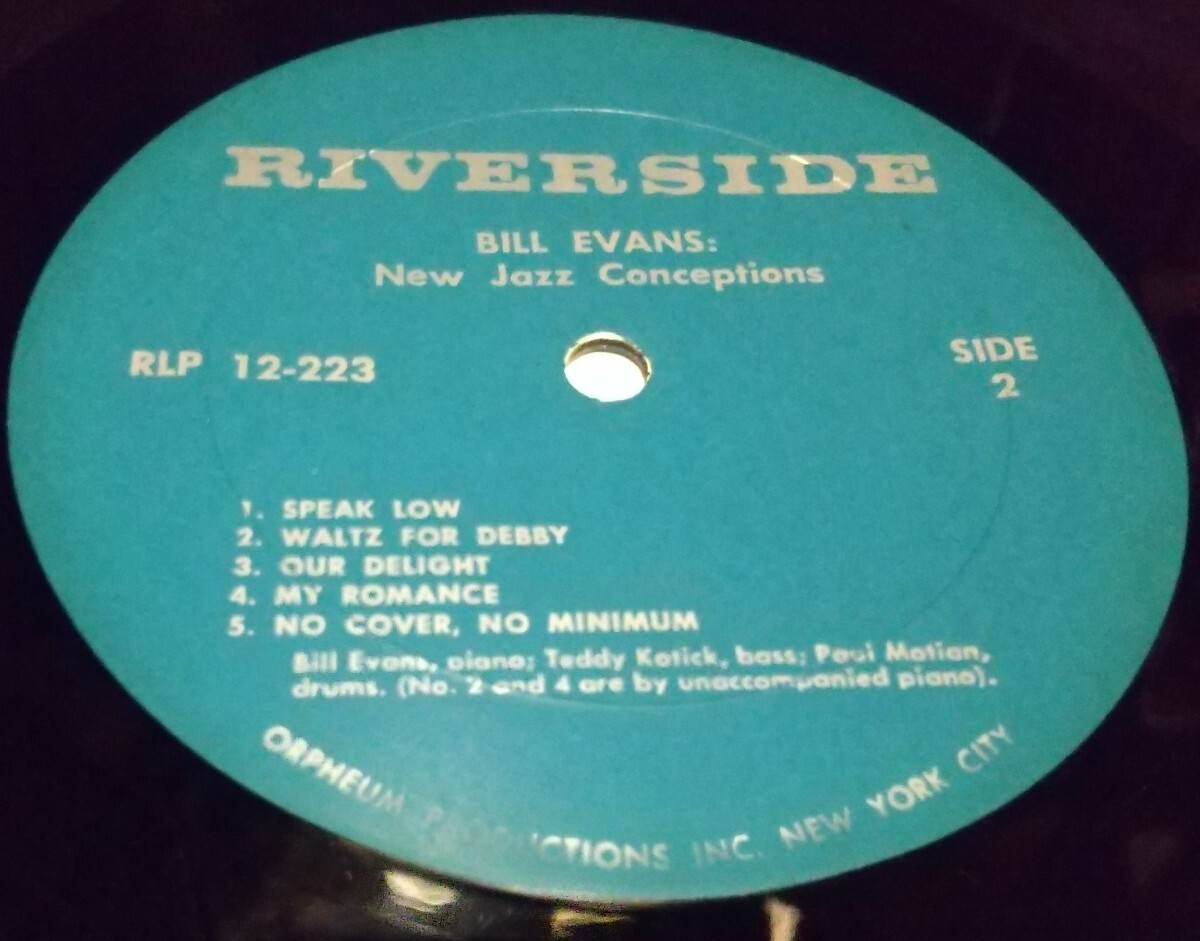 RIVERSIDE
BILL EVANS:
New Jazz Conceptions
RLP 12-223
SIDE
2
1. SPEAK LOW
2. WALTZ FOR DEBBY
3. OUR DELIGHT
4. MY ROMANCE
5. NO COVER, NO MINIMUM
Bill Evans, piano; Teddy Kotick, bass; Paul Motian,
drums. (No. 2 and 4 are by unaccompanied piano).
ORPHEUM PRODUCTIONS INC. NEW YORK CITY